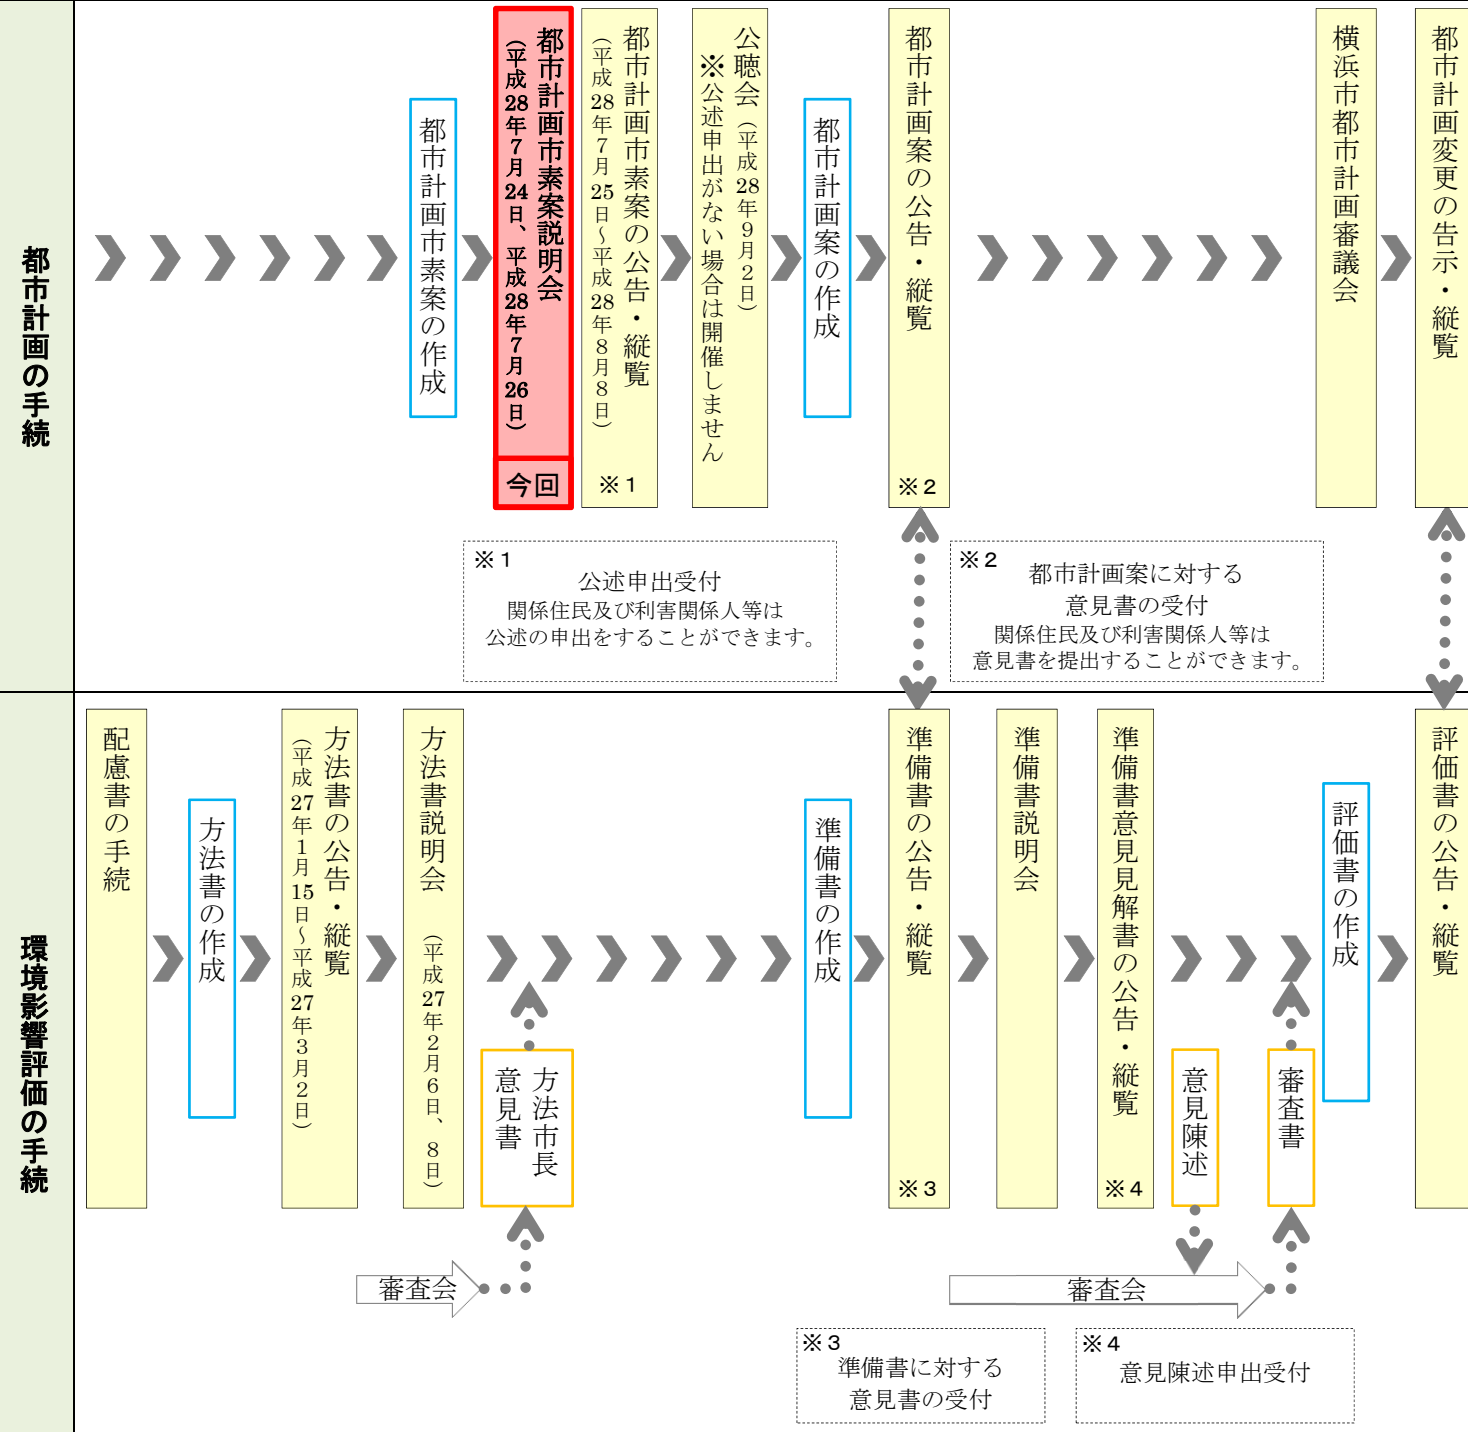 都市計画の手続
都市計画市素案の作成
都市計画市素案説明会
(平成28年7月24日、平成28年7月26日)
今回
都市計画市素案の公告・縦覧
(平成28年7月25日~平成28年8月8日)
※1
公聴会(平成28年9月2日)
※公述申出がない場合は開催しません
都市計画案の作成
都市計画案の公告・縦覧
※2
横浜市都市計画審議会
都市計画変更の告示・縦覧
※1
公述申出受付
関係住民及び利害関係人等は
公述の申出をすることができます。
※2
都市計画案に対する
意見書の受付
関係住民及び利害関係人等は
意見書を提出することができます。
環境影響評価の手続
配慮書の手続
方法書の作成
方法書の公告・縦覧
(平成27年1月15日~平成27年3月2日)
方法書説明会 (平成27年2月6日、8日)
方法市長
意見書
審査会
準備書の作成
準備書の公告・縦覧
※3
準備書説明会
準備書意見見解書の公告・縦覧
※4
意見陳述
審査書
審査会
評価書の作成
評価書の公告・縦覧
※3
準備書に対する
意見書の受付
※4
意見陳述申出受付